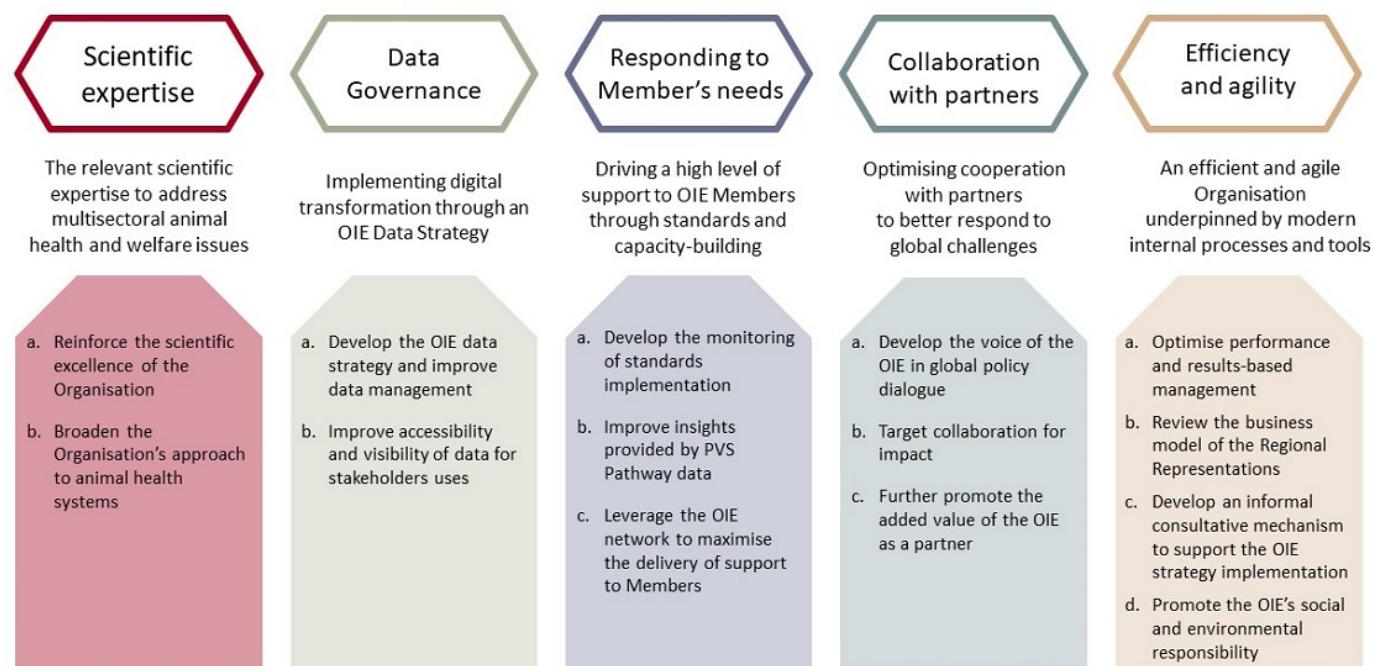 Scientific
expertise
The relevant scientific
expertise to address
multisectoral animal
health and welfare issues
a. Reinforce the scientific
excellence of the
Organisation
b. Broaden the
Organisation's approach
to animal health
systems
Data
Governance
Implementing digital
transformation through an
OIE Data Strategy
a. Develop the OIE data
strategy and improve
data management
b. Improve accessibility
and visibility of data for
stakeholders uses
Responding to
Member's needs
Driving a high level of
support to OIE Members
through standards and
capacity-building
a. Develop the monitoring
of standards
implementation
b. Improve insights
provided by PVS
Pathway data
c. Leverage the OIE
network to maximise
the delivery of support
to Members
Collaboration
with partners
Optimising cooperation
with partners
to better respond to
global challenges
a. Develop the voice of the
OIE in global policy
dialogue
b. Target collaboration for
impact
c. Further promote the
added value of the OIE
as a partner
Efficiency
and agility
An efficient and agile
Organisation
underpinned by modern
internal processes and tools
a. Optimise performance
and results-based
management
b. Review the business
model of the Regional
Representations
c. Develop an informal
consultative mechanism
to support the OIE
strategy implementation
d. Promote the OIE's social
and environmental
responsibility